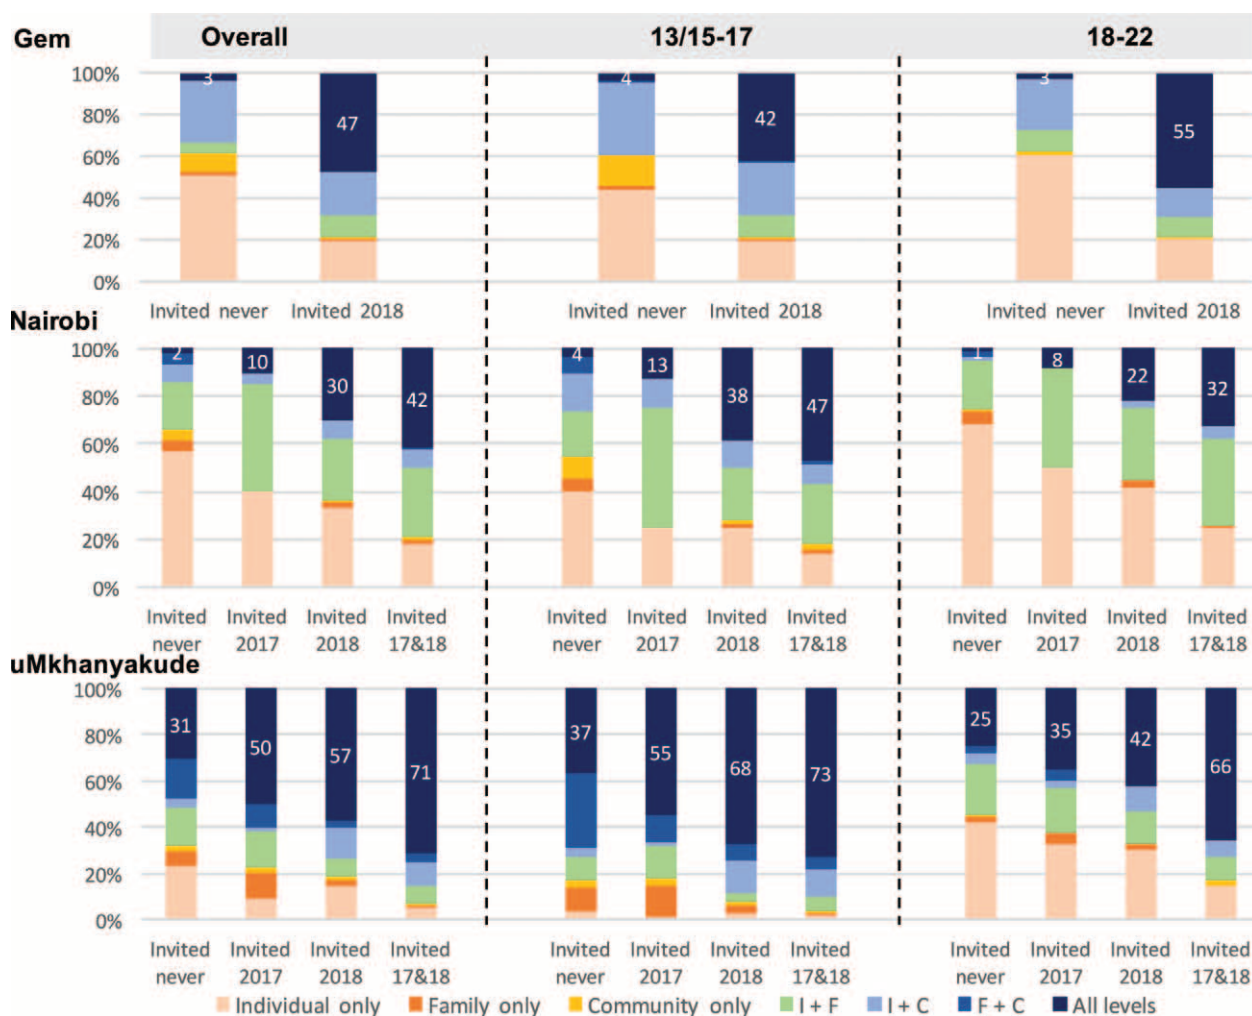 Gem Overall 13/15-17 18-22
100% 3 47 4 42 3 55
80%
60%
40%
20%
0%
Invited never Invited 2018 Invited never Invited 2018 Invited never Invited 2018
Nairobi
100% 2 10 30 42 4 13 38 47 1 8 22 32
80%
60%
40%
20%
0%
Invited Invited Invited Invited Invited Invited Invited Invited Invited Invited Invited Invited
never 2017 2018 17&18 never 2017 2018 17&18 never 2017 2018 17&18
uMkhanyakude
100% 31 50 57 71 37 55 68 73 25 35 42 66
80%
60%
40%
20%
0%
Invited Invited Invited Invited Invited Invited Invited Invited Invited Invited Invited Invited
never 2017 2018 17&18 never 2017 2018 17&18 never 2017 2018 17&18
Individual only Family only Community only I + F I + C F + C All levels